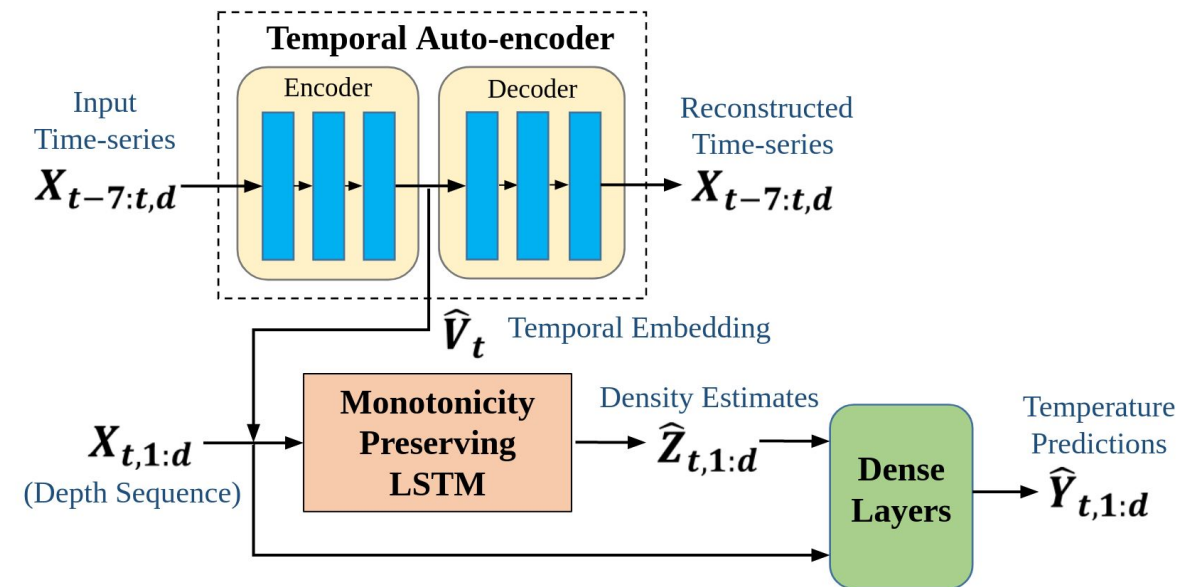 Temporal Auto-encoder
Encoder
Decoder
Input
Time-series
X_{t−7:t,d}
Reconstructed
Time-series
X_{t−7:t,d}
V̂_t
Temporal Embedding
X_{t,1:d}
(Depth Sequence)
Monotonicity
Preserving
LSTM
Density Estimates
Ẑ_{t,1:d}
Dense
Layers
Temperature
Predictions
Ŷ_{t,1:d}